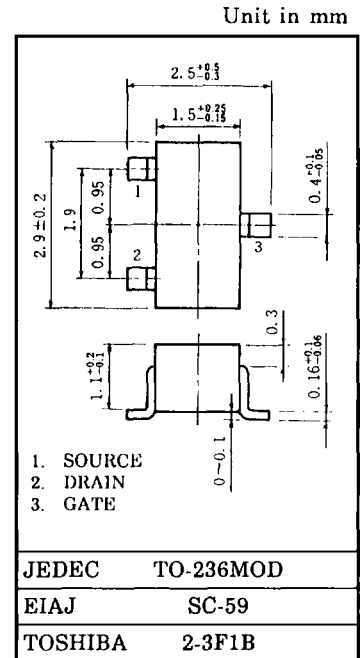 Unit in mm
2.5 +0.5 -0.3
1.5 +0.25 -0.15
2.9±0.2
1.9
0.95
0.95
0.4 +0.1 -0.05
1
2
3
1.1 +0.2 -0.1
0.3
0.16 +0.1 -0.06
0~0.1
1. SOURCE
2. DRAIN
3. GATE
JEDEC TO-236MOD
EIAJ SC-59
TOSHIBA 2-3F1B